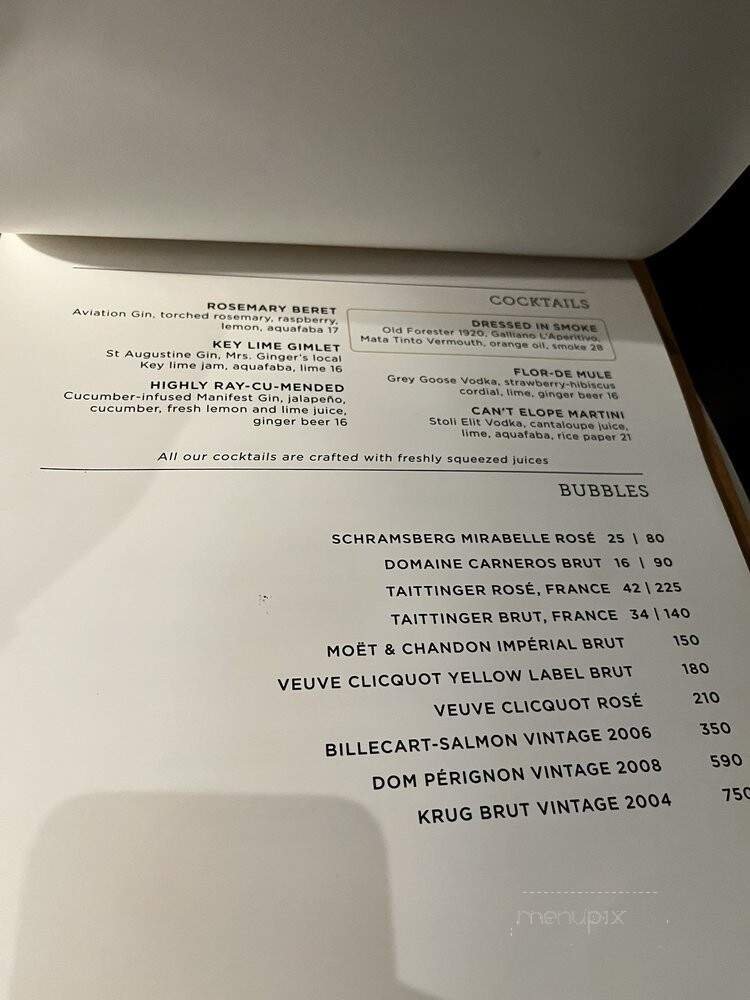 COCKTAILS
ROSEMARY BERET
Aviation Gin, torched rosemary, raspberry,
lemon, aquafaba 17
KEY LIME GIMLET
St Augustine Gin, Mrs. Ginger's local
Key lime jam, aquafaba, lime 16
HIGHLY RAY-CU-MENDED
Cucumber-infused Manifest Gin, jalapeño,
cucumber, fresh lemon and lime juice,
ginger beer 16
DRESSED IN SMOKE
Old Forester 1920, Galliano L'Aperitivo,
Mata Tinto Vermouth, orange oil, smoke 28
FLOR-DE MULE
Grey Goose Vodka, strawberry-hibiscus
cordial, lime, ginger beer 16
CAN'T ELOPE MARTINI
Stoli Elit Vodka, cantaloupe juice,
lime, aquafaba, rice paper 21
All our cocktails are crafted with freshly squeezed juices
BUBBLES
SCHRAMSBERG MIRABELLE ROSÉ 25 | 80
DOMAINE CARNEROS BRUT 16 | 90
TAITTINGER ROSÉ, FRANCE 42 | 225
TAITTINGER BRUT, FRANCE 34 | 140
MOËT & CHANDON IMPÉRIAL BRUT 150
VEUVE CLICQUOT YELLOW LABEL BRUT 180
VEUVE CLICQUOT ROSÉ 210
BILLECART-SALMON VINTAGE 2006 350
DOM PÉRIGNON VINTAGE 2008 590
KRUG BRUT VINTAGE 2004 750
menupix